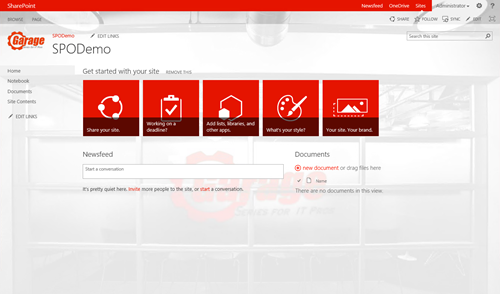 SharePoint
Newsfeed OneDrive Sites Administrator ?
BROWSE PAGE
SHARE FOLLOW SYNC EDIT
Garage
SPODemo EDIT LINKS
SPODemo
Search this site
Home
Notebook
Documents
Site Contents
EDIT LINKS
Get started with your site REMOVE THIS
Share your site.
Working on a deadline?
Add lists, libraries, and other apps.
What's your style?
Your site. Your brand.
Newsfeed
Start a conversation
It's pretty quiet here. Invite more people to the site, or start a conversation.
Documents
new document or drag files here
Name
There are no documents in this view.
Garage